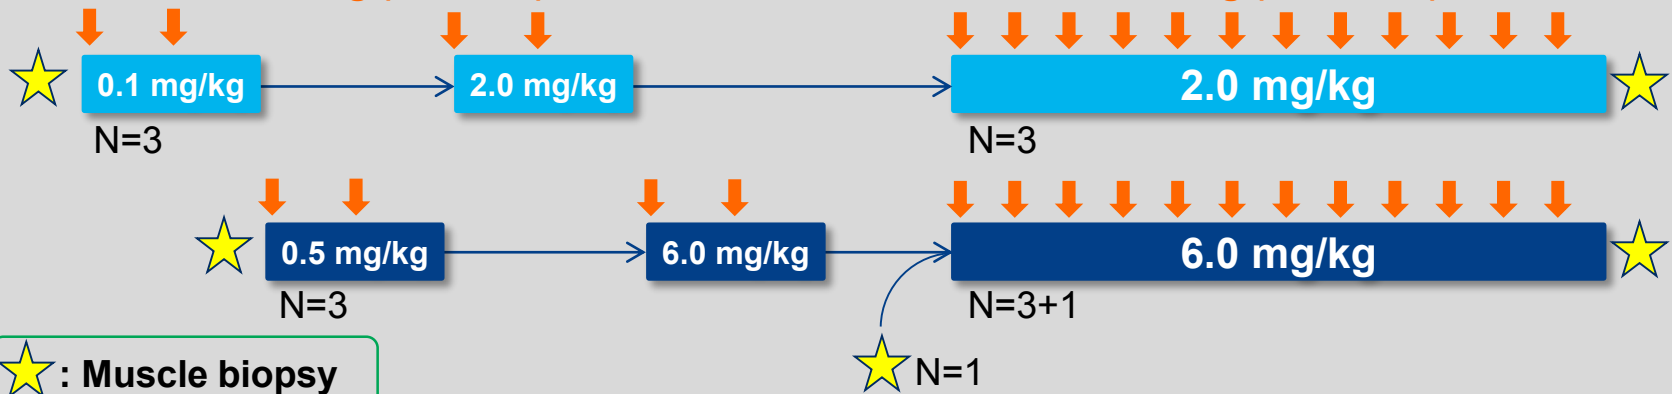 0.1 mg/kg
2.0 mg/kg
2.0 mg/kg
N=3
N=3
0.5 mg/kg
6.0 mg/kg
6.0 mg/kg
N=3
N=3+1
N=1
: Muscle biopsy